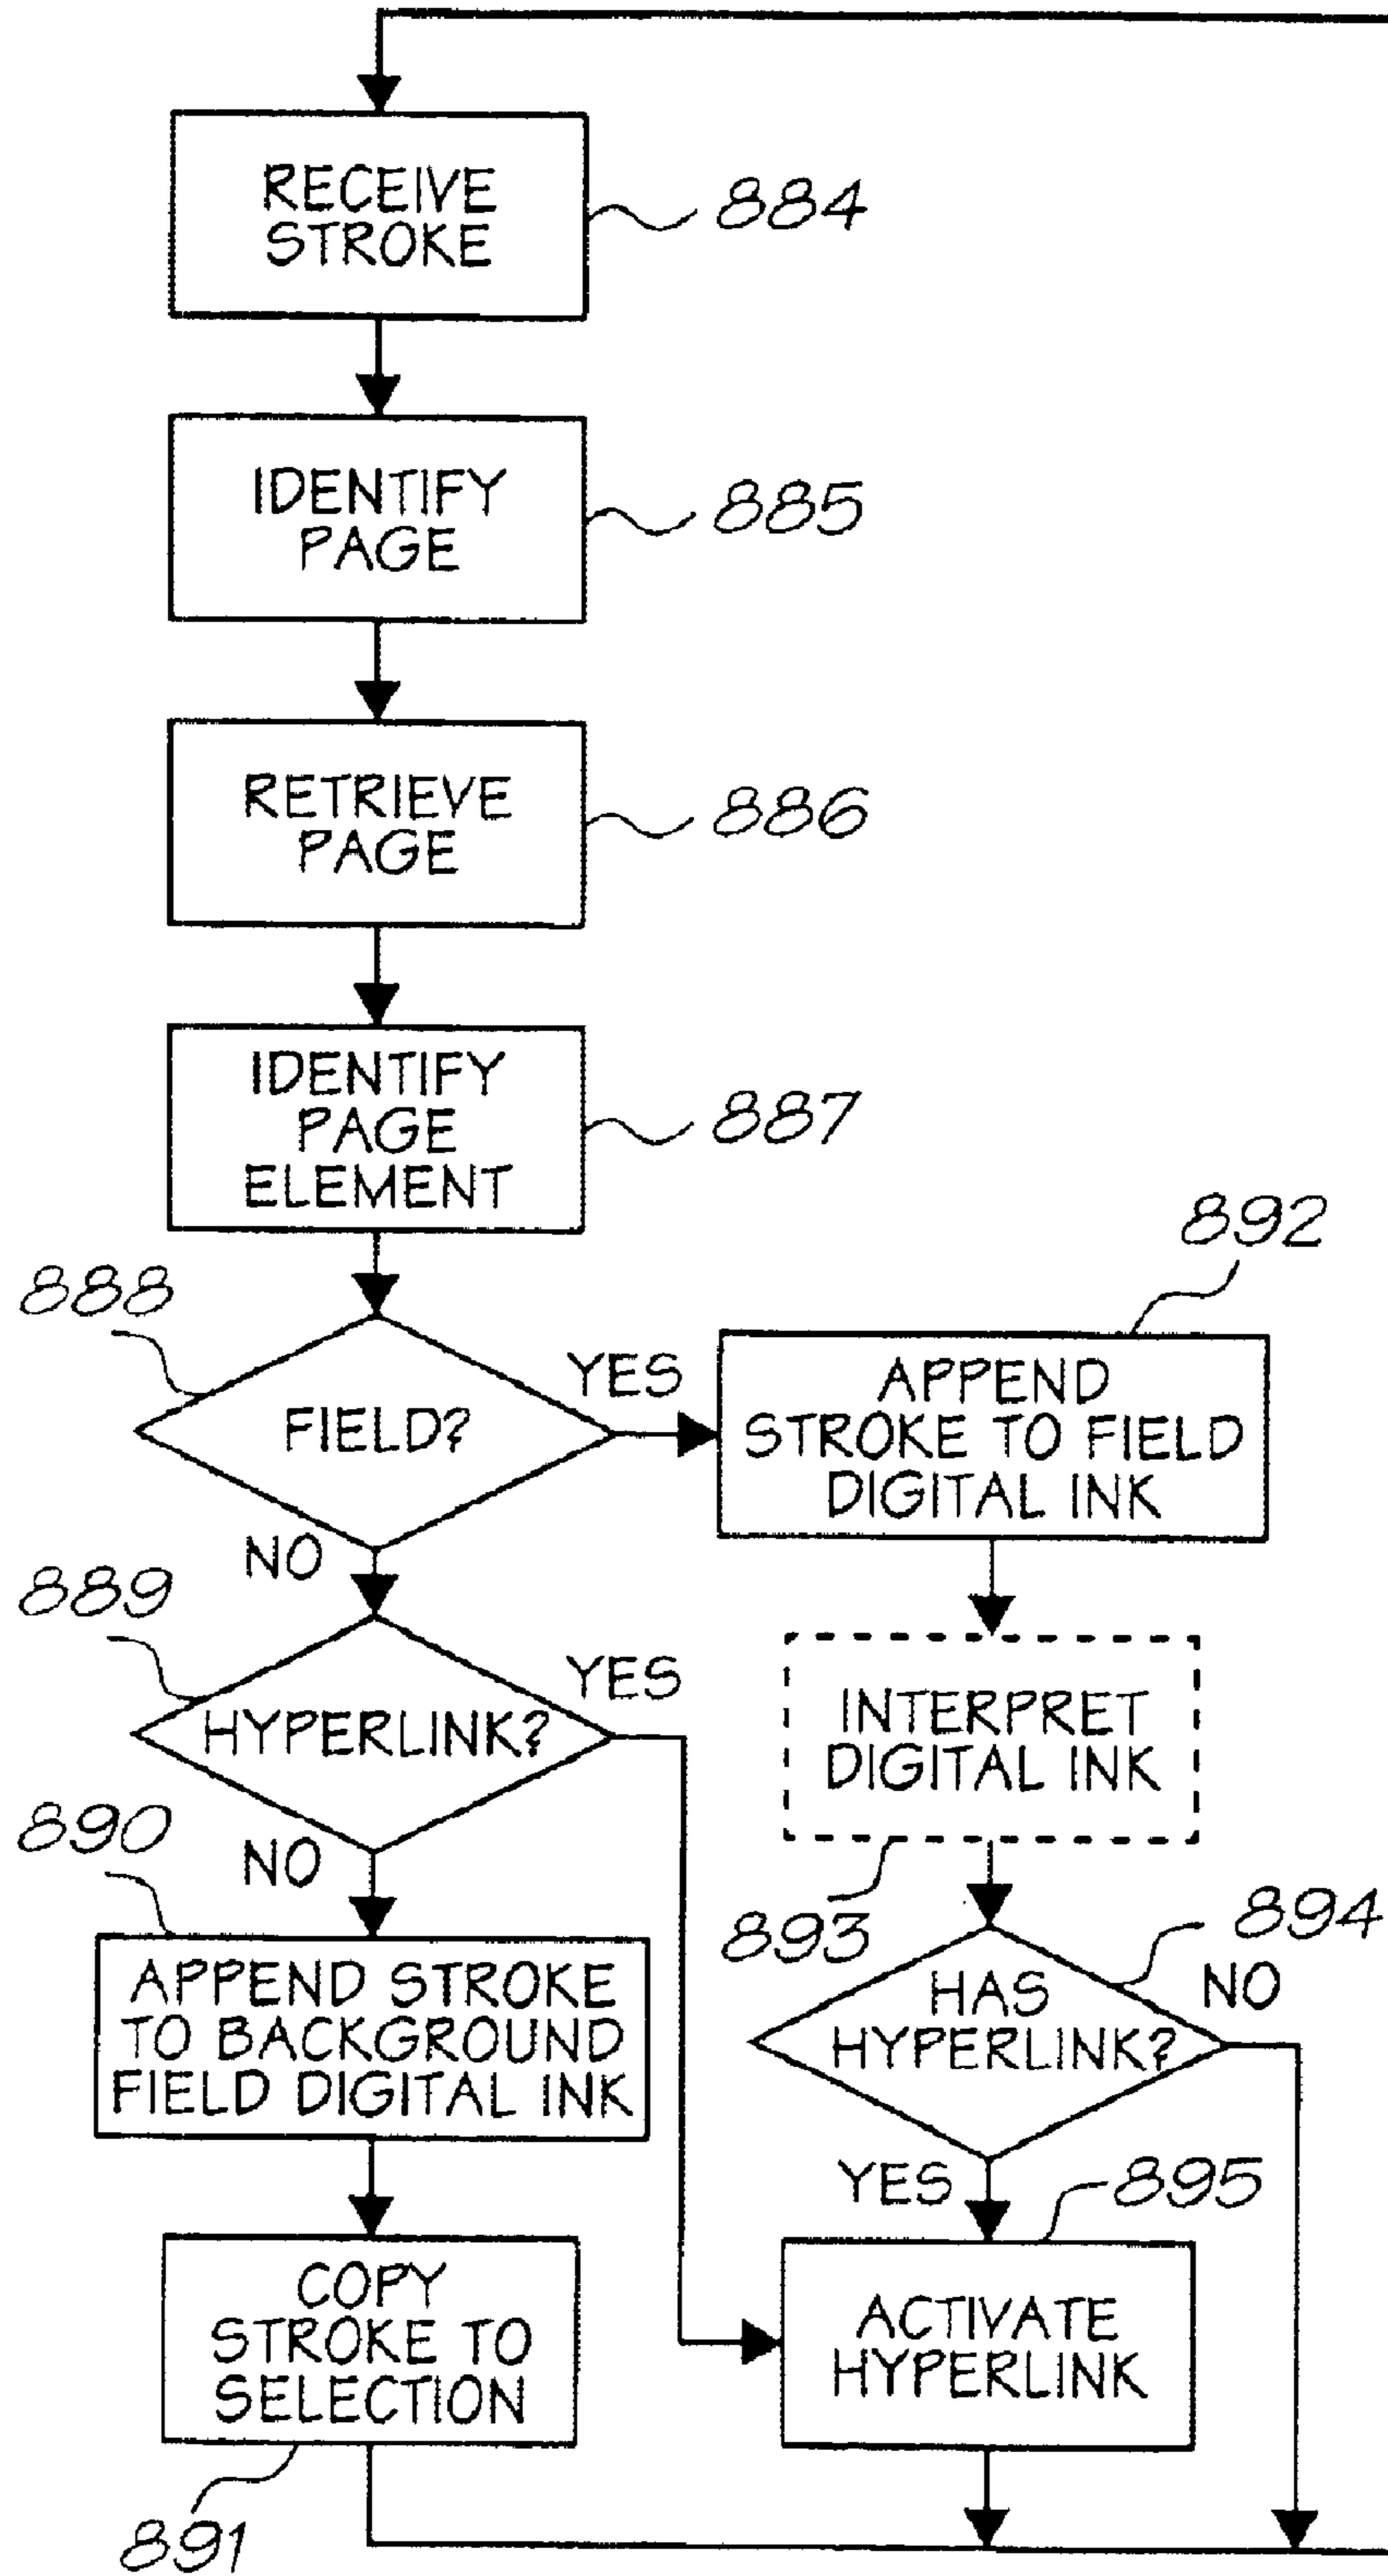 RECEIVE
STROKE
884
IDENTIFY
PAGE
885
RETRIEVE
PAGE
886
IDENTIFY
PAGE
ELEMENT
887
888
FIELD?
YES
NO
892
APPEND
STROKE TO FIELD
DIGITAL INK
889
HYPERLINK?
YES
NO
INTERPRET
DIGITAL INK
893
890
APPEND STROKE
TO BACKGROUND
FIELD DIGITAL INK
894
HAS
HYPERLINK?
NO
YES
895
COPY
STROKE TO
SELECTION
891
ACTIVATE
HYPERLINK